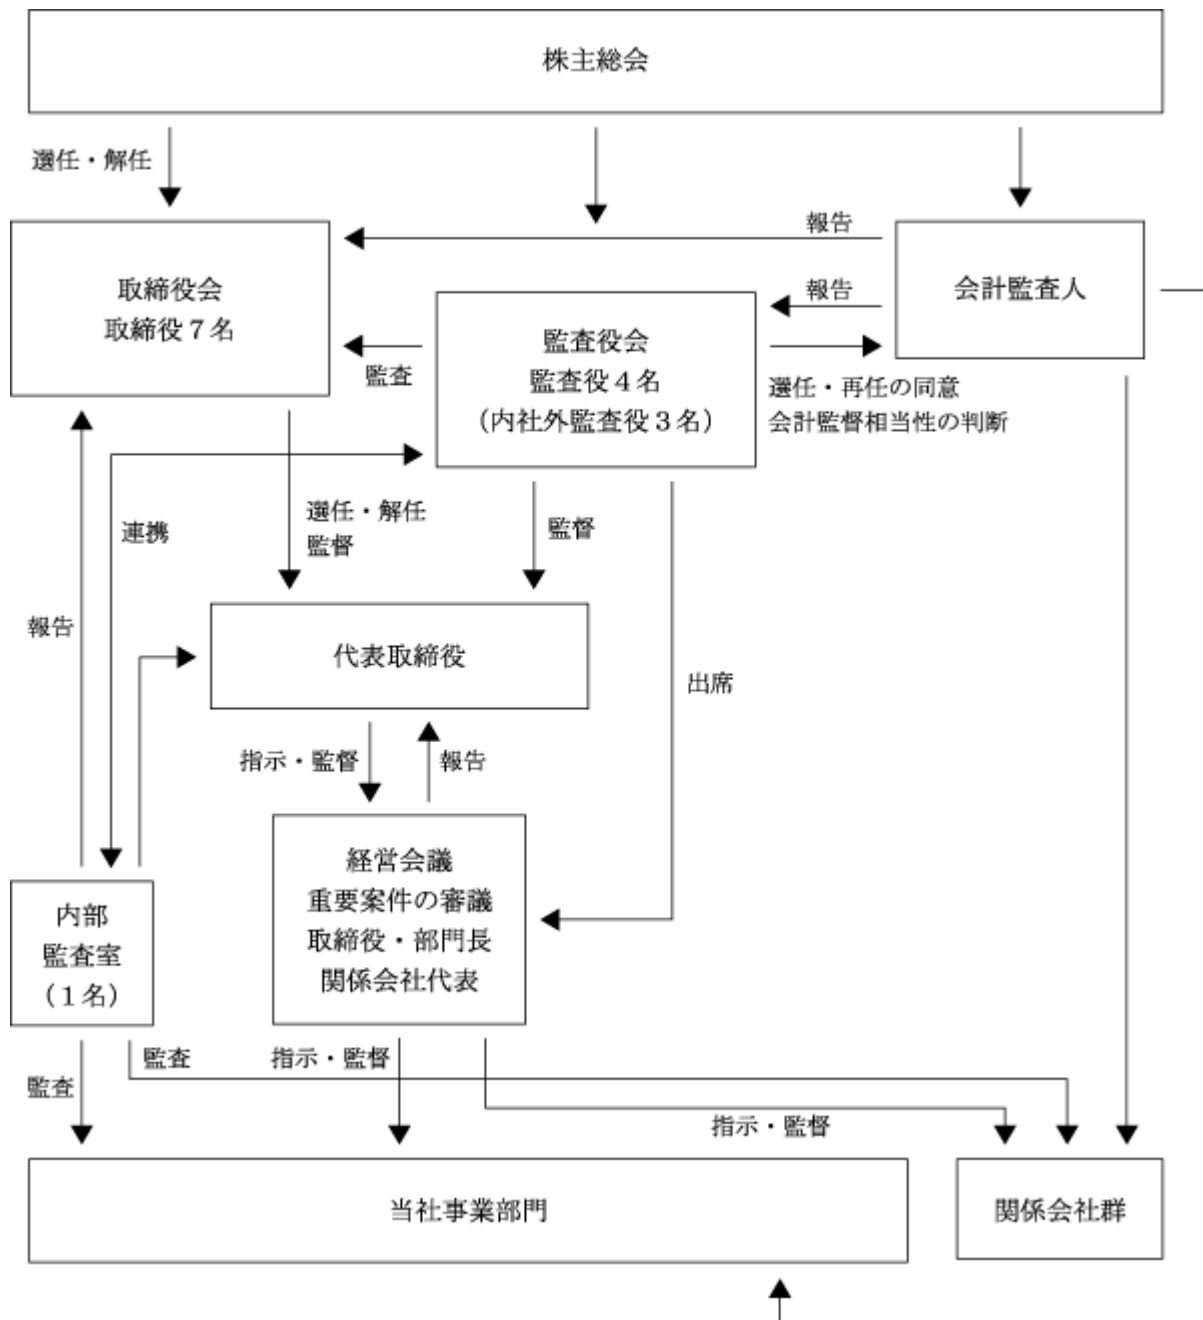 株主総会
選任・解任
報告
取締役会
取締役７名
会計監査人
報告
監査役会
監査役４名
（内社外監査役３名）
監査
選任・再任の同意
会計監督相当性の判断
連携
選任・解任
監督
監督
報告
代表取締役
出席
指示・監督
報告
経営会議
重要案件の審議
取締役・部門長
関係会社代表
内部
監査室
（１名）
監査
監査
指示・監督
指示・監督
当社事業部門
関係会社群